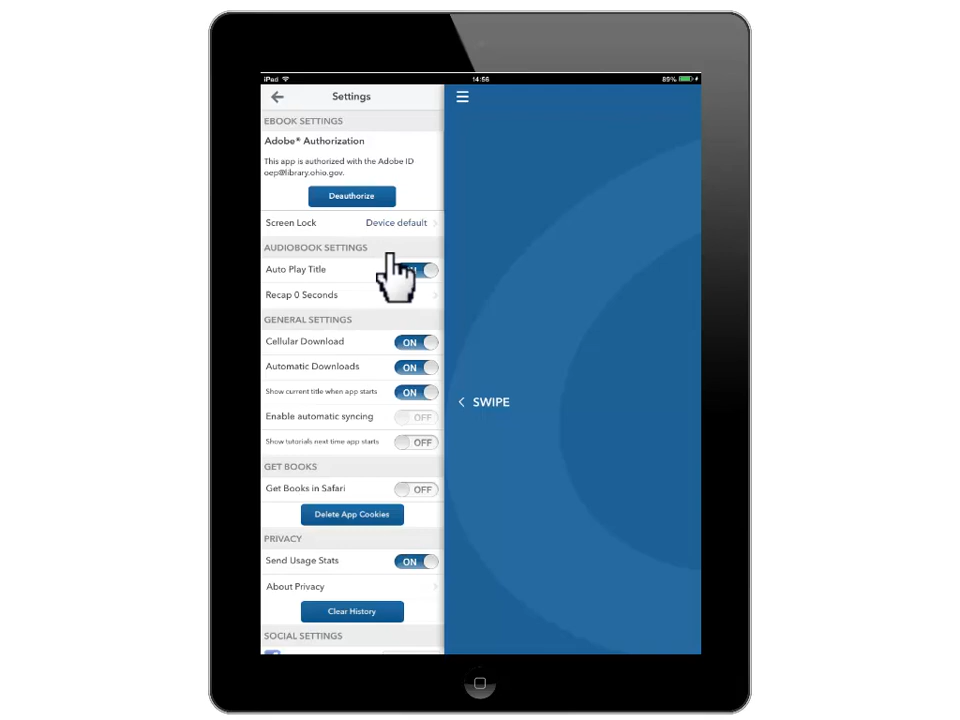 iPad 14:56 89%
Settings
EBOOK SETTINGS
Adobe® Authorization
This app is authorized with the Adobe ID
oep@library.ohio.gov.
Deauthorize
Screen Lock Device default
AUDIOBOOK SETTINGS
Auto Play Title
Recap 0 Seconds
GENERAL SETTINGS
Cellular Download ON
Automatic Downloads ON
Show current title when app starts ON
SWIPE
Enable automatic syncing OFF
Show tutorials next time app starts OFF
GET BOOKS
Get Books in Safari OFF
Delete App Cookies
PRIVACY
Send Usage Stats ON
About Privacy
Clear History
SOCIAL SETTINGS